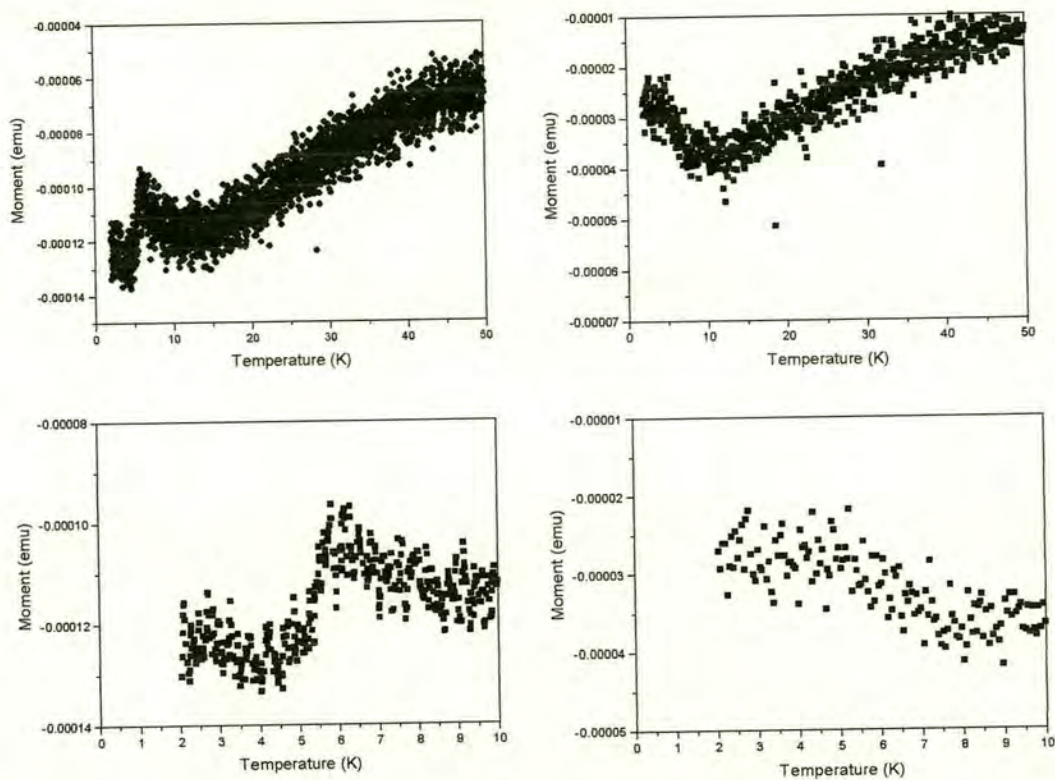 -0.00004
-0.00006
-0.00008
-0.00010
-0.00012
-0.00014
Moment (emu)
0 10 20 30 40 50
Temperature (K)
-0.00001
-0.00002
-0.00003
-0.00004
-0.00005
-0.00006
-0.00007
Moment (emu)
0 10 20 30 40 50
Temperature (K)
-0.00008
-0.00010
-0.00012
-0.00014
Moment (emu)
0 1 2 3 4 5 6 7 8 9 10
Temperature (K)
-0.00001
-0.00002
-0.00003
-0.00004
-0.00005
Moment (emu)
0 1 2 3 4 5 6 7 8 9 10
Temperature (K)